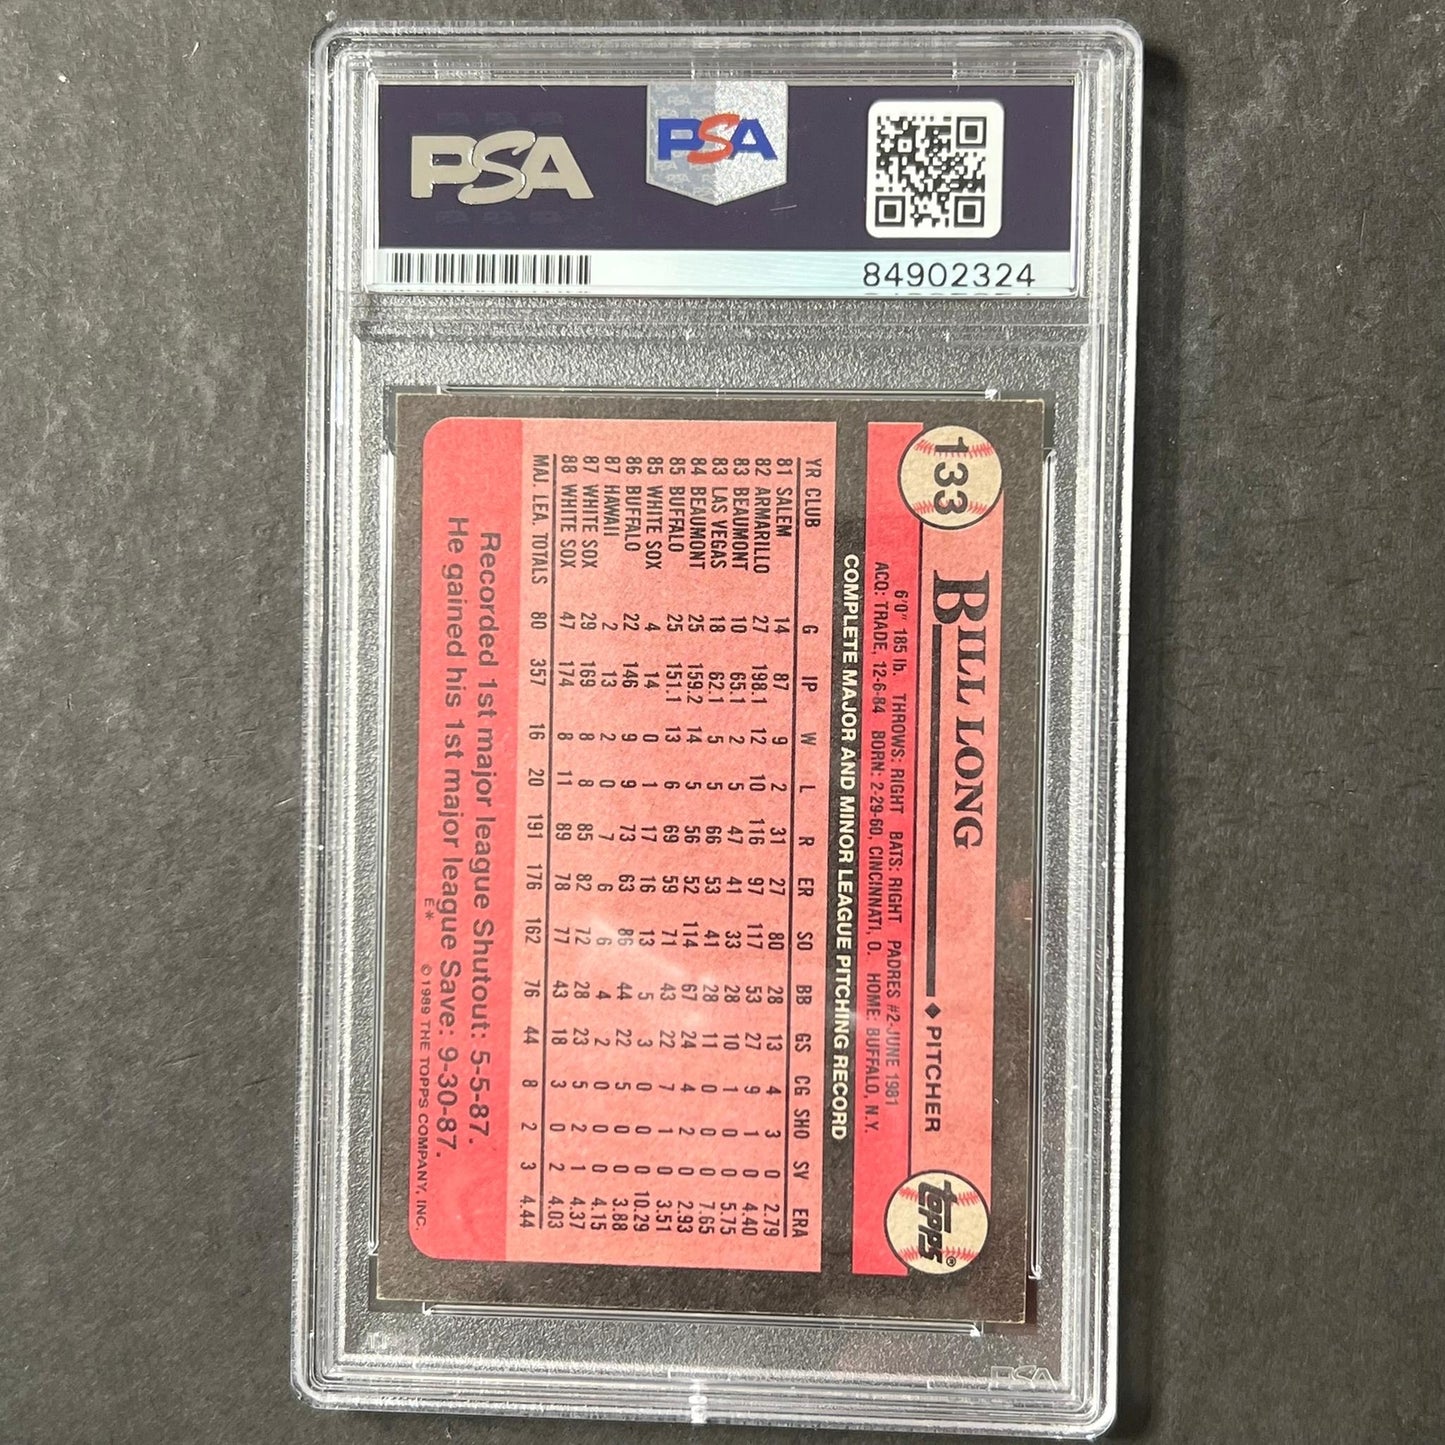 PSA
PSA
84902324
133
BILL LONG ♦ PITCHER
topps®
6'0" 185 lb. THROWS: RIGHT BATS: RIGHT PADRES #2-JUNE 1981
ACQ: TRADE, 12-6-84 BORN: 2-29-60, CINCINNATI, O. HOME: BUFFALO, N.Y.
COMPLETE MAJOR AND MINOR LEAGUE PITCHING RECORD
YR CLUB G IP W L R ER SO BB GS CG SHO SV ERA
81 SALEM 14 87 9 2 31 27 80 28 13 4 3 0 2.79
82 ARMARILLO 27 198.1 12 10 116 97 117 53 27 9 1 0 4.40
83 BEAUMONT 10 65.1 2 5 47 41 33 28 10 1 0 0 5.75
83 LAS VEGAS 18 62.1 5 5 66 53 41 28 11 0 0 0 7.65
84 BEAUMONT 25 159.2 14 5 56 52 114 67 24 4 2 0 2.93
85 BUFFALO 25 151.1 13 6 69 59 71 43 22 7 1 0 3.51
85 WHITE SOX 4 14 0 1 17 16 13 5 3 0 0 0 10.29
86 BUFFALO 22 146 9 9 73 63 86 44 22 5 0 0 3.88
87 HAWAII 2 13 2 0 7 6 6 4 2 0 0 0 4.15
87 WHITE SOX 29 169 8 8 85 82 72 28 23 5 2 1 4.37
88 WHITE SOX 47 174 8 11 89 78 77 43 18 3 0 2 4.03
MAJ. LEA. TOTALS 80 357 16 20 191 176 162 76 44 8 2 3 4.44
Recorded 1st major league Shutout: 5-5-87.
He gained his 1st major league Save: 9-30-87.
E* © 1989 THE TOPPS COMPANY, INC.
PSA